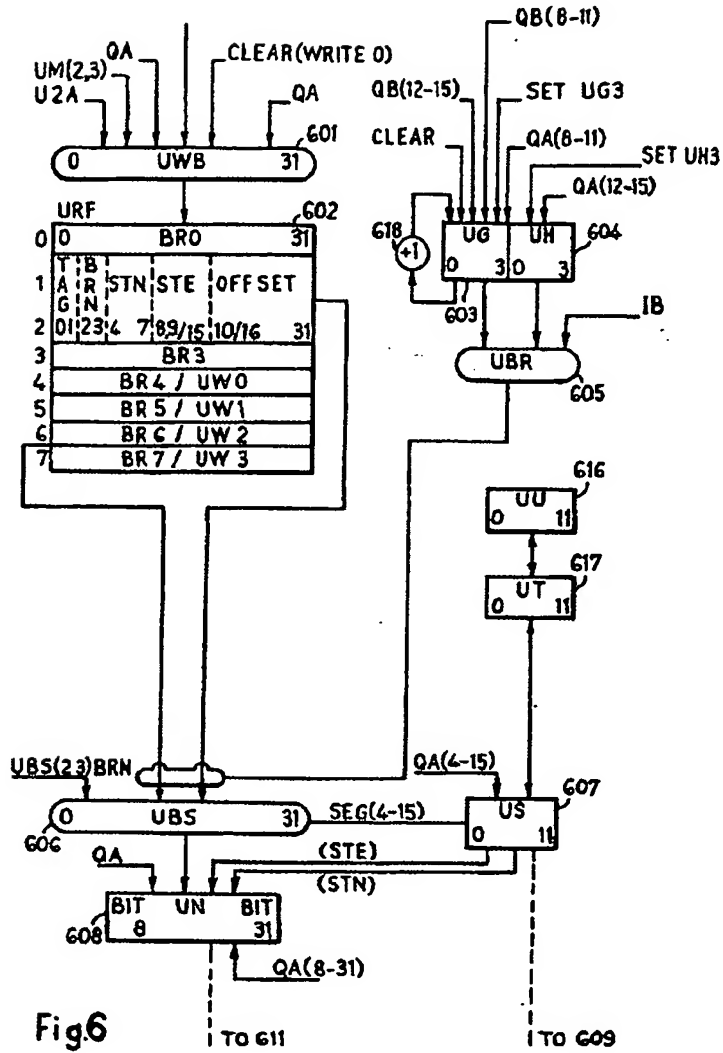 QB(8-11)
QA
CLEAR(WRITE 0)
UM(2,3)
U2A
QA
QB(12-15)
SET UG3
CLEAR
QA(8-11)
SET UH3
QA(12-15)
601
0 UWB 31
URF
602
0 0 BR0 31
1 TAG BRN STN STE OFFSET
2 01 23 4 7 8,9/15 10/16 31
3 BR3
4 BR4 / UW0
5 BR5 / UW1
6 BR6 / UW2
7 BR7 / UW3
618
+1
UG UH
0 3 0 3
604
603
IB
UBR
605
616
UU
0 11
617
UT
0 11
UBS(23)BRN
QA(4-15)
607
0 UBS 31
606
SEG(4-15)
US
0 11
(STE)
(STN)
QA
BIT UN BIT
8 31
608
QA(8-31)
Fig.6
TO 611
TO 609